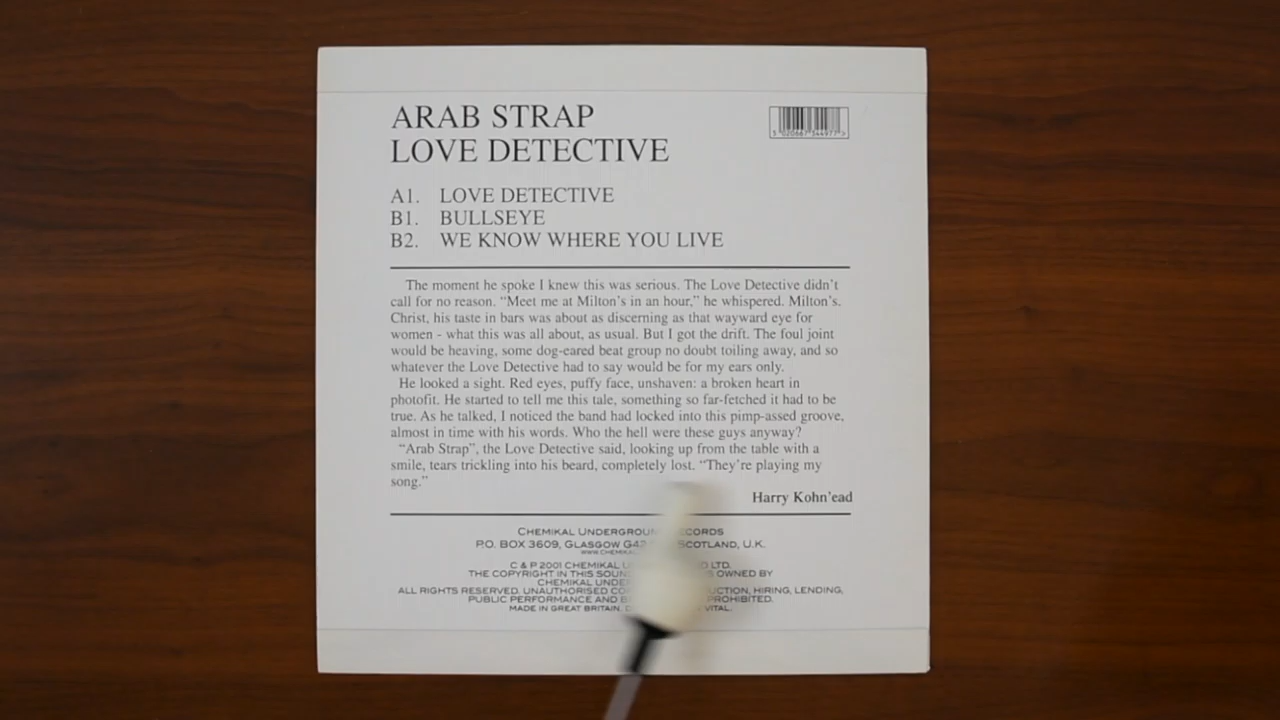 ARAB STRAP
LOVE DETECTIVE
5 020667 344977 >
A1. LOVE DETECTIVE
B1. BULLSEYE
B2. WE KNOW WHERE YOU LIVE
The moment he spoke I knew this was serious. The Love Detective didn't
call for no reason. “Meet me at Milton's in an hour,” he whispered. Milton's.
Christ, his taste in bars was about as discerning as that wayward eye for
women - what this was all about, as usual. But I got the drift. The foul joint
would be heaving, some dog-eared beat group no doubt toiling away, and so
whatever the Love Detective had to say would be for my ears only.
He looked a sight. Red eyes, puffy face, unshaven: a broken heart in
photofit. He started to tell me this tale, something so far-fetched it had to be
true. As he talked, I noticed the band had locked into this pimp-assed groove,
almost in time with his words. Who the hell were these guys anyway?
“Arab Strap”, the Love Detective said, looking up from the table with a
smile, tears trickling into his beard, completely lost. “They're playing my
song.”
Harry Kohn'ead
CHEMIKAL
P.O. BOX 3609, GLASGOW SCOTLAND, U.K.
C & P 2001 CHEMIKAL LTD.
THE COPYRIGHT IN THIS OWNED BY
CHEMIKAL
ALL RIGHTS RESERVED. UNAUTHORISED HIRING, LENDING,
PUBLIC PERFORMANCE AND PROHIBITED.
MADE IN GREAT BRITAIN. VITAL.